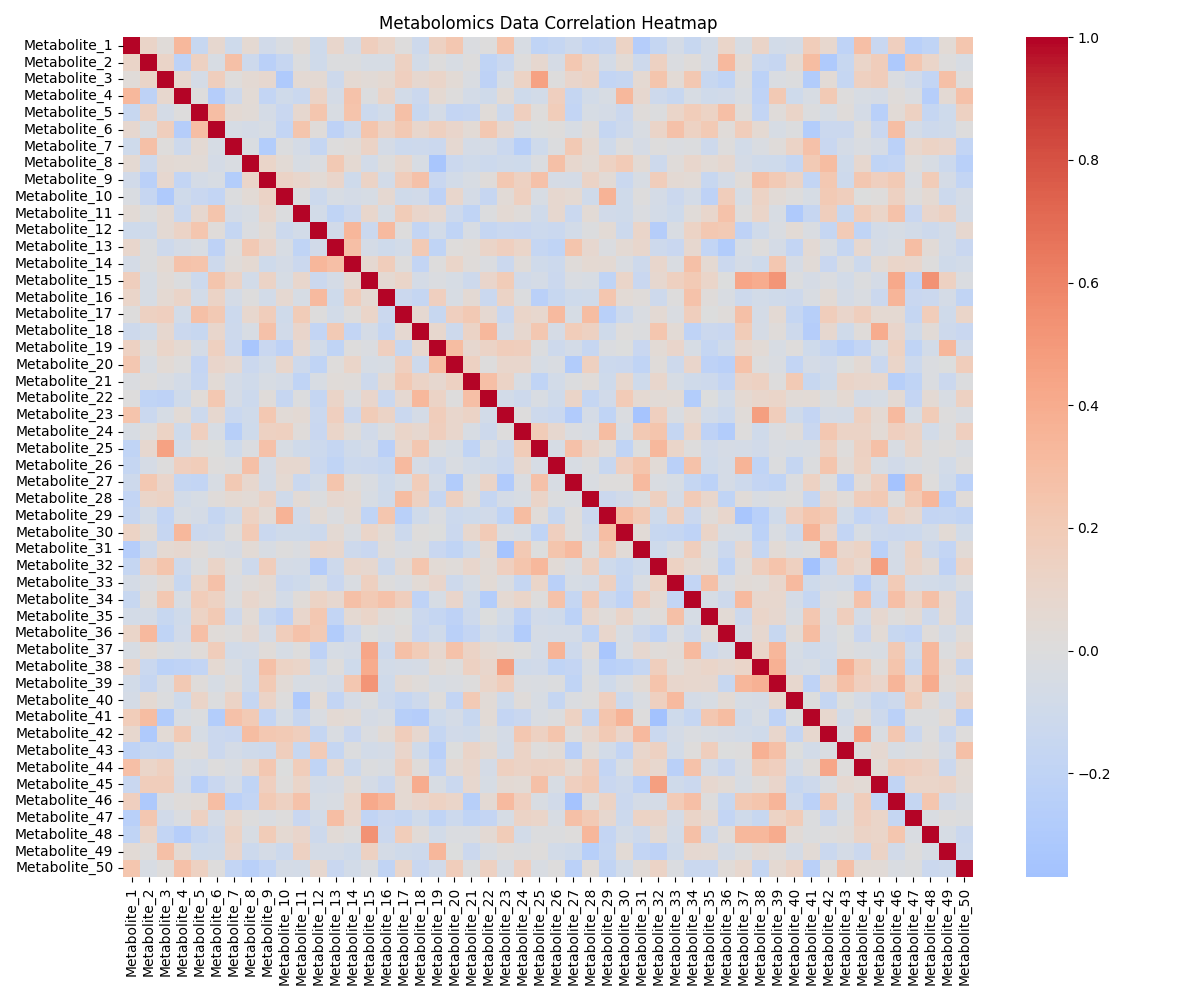 Metabolomics Data Correlation Heatmap
Metabolite_1
Metabolite_2
Metabolite_3
Metabolite_4
Metabolite_5
Metabolite_6
Metabolite_7
Metabolite_8
Metabolite_9
Metabolite_10
Metabolite_11
Metabolite_12
Metabolite_13
Metabolite_14
Metabolite_15
Metabolite_16
Metabolite_17
Metabolite_18
Metabolite_19
Metabolite_20
Metabolite_21
Metabolite_22
Metabolite_23
Metabolite_24
Metabolite_25
Metabolite_26
Metabolite_27
Metabolite_28
Metabolite_29
Metabolite_30
Metabolite_31
Metabolite_32
Metabolite_33
Metabolite_34
Metabolite_35
Metabolite_36
Metabolite_37
Metabolite_38
Metabolite_39
Metabolite_40
Metabolite_41
Metabolite_42
Metabolite_43
Metabolite_44
Metabolite_45
Metabolite_46
Metabolite_47
Metabolite_48
Metabolite_49
Metabolite_50
Metabolite_1
Metabolite_2
Metabolite_3
Metabolite_4
Metabolite_5
Metabolite_6
Metabolite_7
Metabolite_8
Metabolite_9
Metabolite_10
Metabolite_11
Metabolite_12
Metabolite_13
Metabolite_14
Metabolite_15
Metabolite_16
Metabolite_17
Metabolite_18
Metabolite_19
Metabolite_20
Metabolite_21
Metabolite_22
Metabolite_23
Metabolite_24
Metabolite_25
Metabolite_26
Metabolite_27
Metabolite_28
Metabolite_29
Metabolite_30
Metabolite_31
Metabolite_32
Metabolite_33
Metabolite_34
Metabolite_35
Metabolite_36
Metabolite_37
Metabolite_38
Metabolite_39
Metabolite_40
Metabolite_41
Metabolite_42
Metabolite_43
Metabolite_44
Metabolite_45
Metabolite_46
Metabolite_47
Metabolite_48
Metabolite_49
Metabolite_50
1.0
0.8
0.6
0.4
0.2
0.0
−0.2